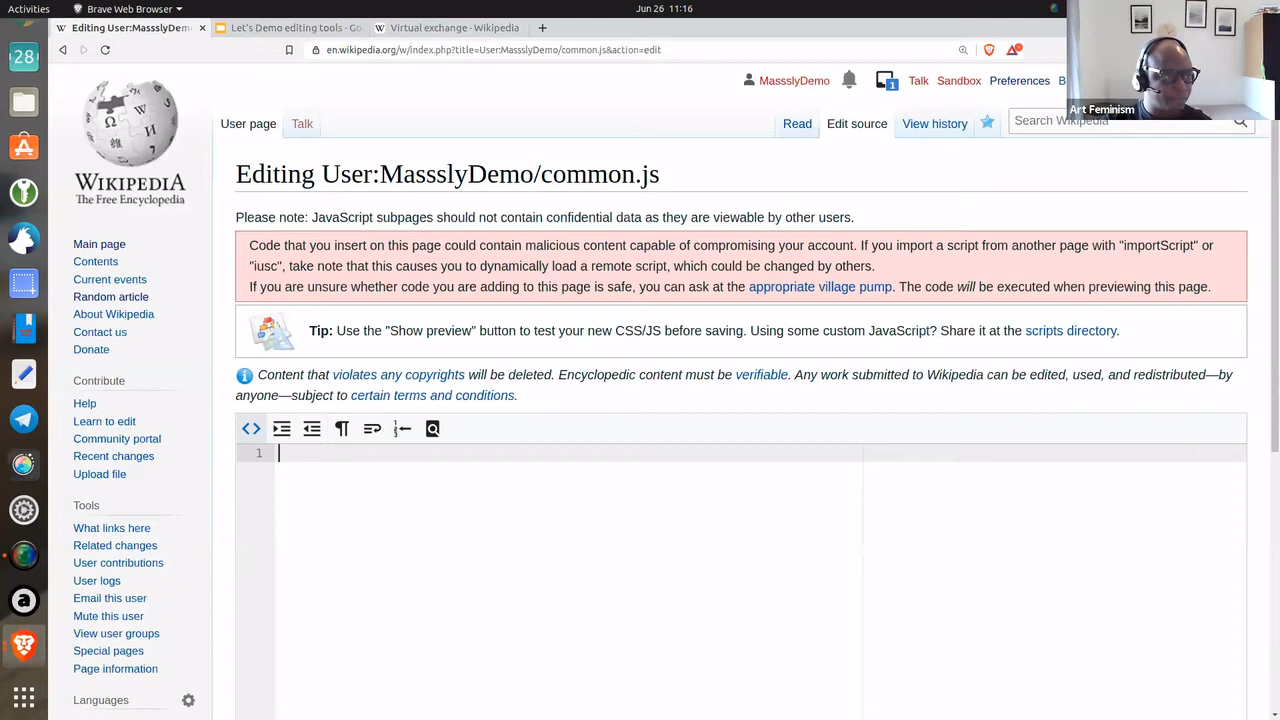 Activities
Brave Web Browser
Jun 26 11:16
Editing User:MasssslyDemo
Let's Demo editing tools - Go
Virtual exchange - Wikipedia
en.wikipedia.org/w/index.php?title=User:MassslyDemo/common.js&action=edit
28
Art Feminism
WIKIPEDIA
The Free Encyclopedia
MassslyDemo
1
Talk
Sandbox
Preferences
B
User page
Talk
Read
Edit source
View history
Search Wikipedia
Main page
Contents
Current events
Random article
About Wikipedia
Contact us
Donate
Contribute
Help
Learn to edit
Community portal
Recent changes
Upload file
Tools
What links here
Related changes
User contributions
User logs
Email this user
Mute this user
View user groups
Special pages
Page information
Languages
Editing User:MassslyDemo/common.js
Please note: JavaScript subpages should not contain confidential data as they are viewable by other users.
Code that you insert on this page could contain malicious content capable of compromising your account. If you import a script from another page with "importScript" or
"iusc", take note that this causes you to dynamically load a remote script, which could be changed by others.
If you are unsure whether code you are adding to this page is safe, you can ask at the appropriate village pump. The code will be executed when previewing this page.
Tip: Use the "Show preview" button to test your new CSS/JS before saving. Using some custom JavaScript? Share it at the scripts directory.
Content that violates any copyrights will be deleted. Encyclopedic content must be verifiable. Any work submitted to Wikipedia can be edited, used, and redistributed—by
anyone—subject to certain terms and conditions.
1